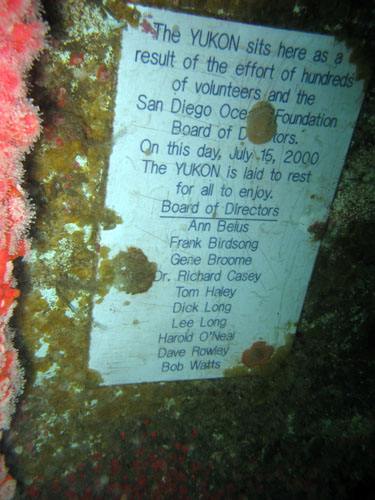 The YUKON sits here as a
result of the effort of hundreds
of volunteers and the
San Diego Foundation
Board of
On this day, July 15, 2000
The YUKON is laid to rest
for all to enjoy.
Board of Directors
Ann Belius
Frank Birdsong
Gene Broome
Dr. Richard Casey
Tom Haley
Dick Long
Lee Long
Harold O'Neal
Dave Rowley
Bob Watts